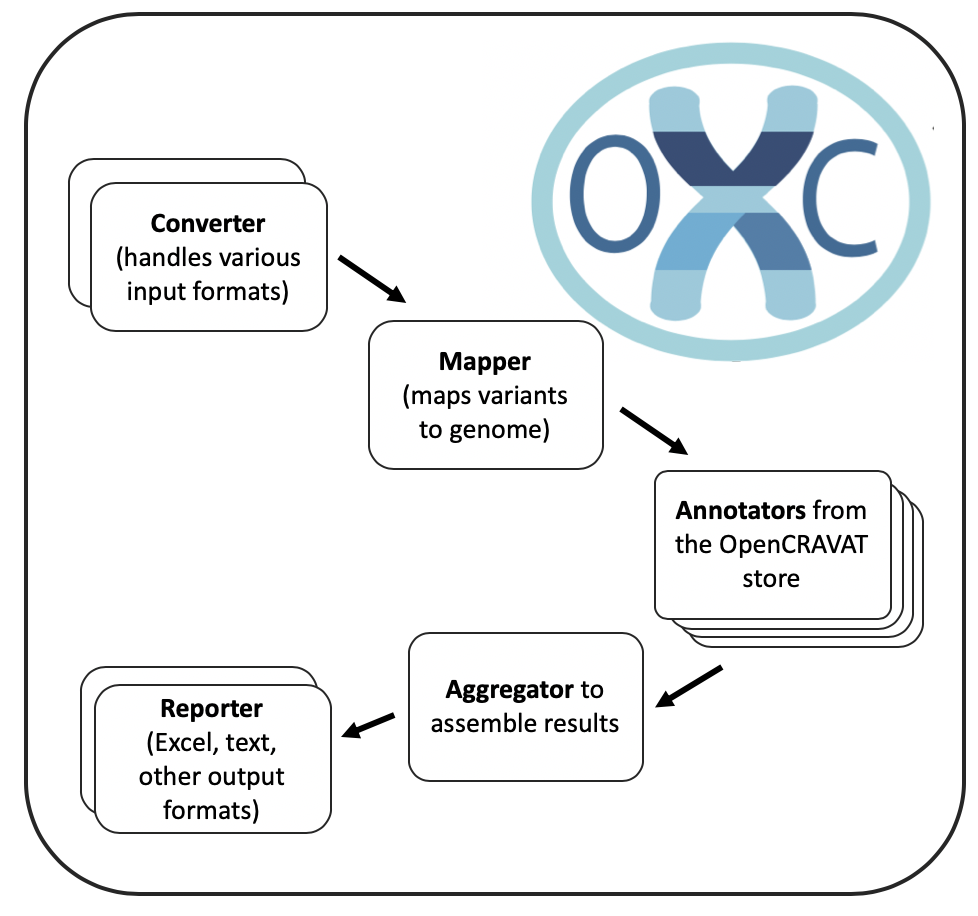 OXC
Converter
(handles various
input formats)
Mapper
(maps variants
to genome)
Annotators from
the OpenCRAVAT
store
Aggregator to
assemble results
Reporter
(Excel, text,
other output
formats)